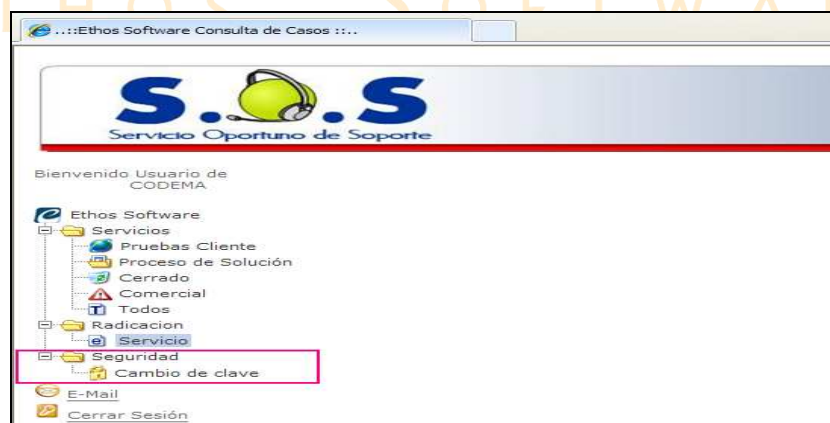 T H O S  S O F T W A
..::Ethos Software Consulta de Casos ::..
S.O.S
Servicio Oportuno de Soporte
Bienvenido Usuario de
CODEMA
Ethos Software
Servicios
Pruebas Cliente
Proceso de Solución
Cerrado
Comercial
Todos
Radicacion
Servicio
Seguridad
Cambio de clave
E-Mail
Cerrar Sesión